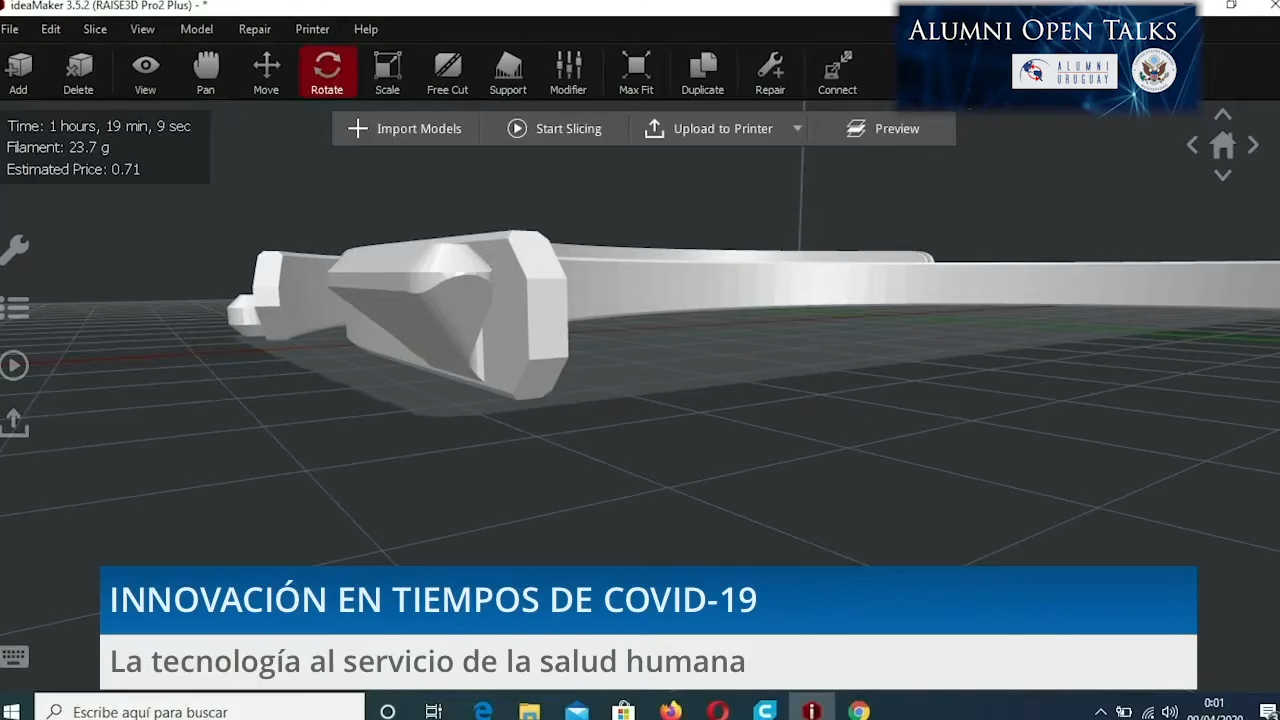 ideaMaker 3.5.2 (RAISE3D Pro2 Plus) - *
File Edit Slice View Model Repair Printer Help
Add Delete View Pan Move Rotate Scale Free Cut Support Modifier Max Fit Duplicate Repair Connect
ALUMNI OPEN TALKS
ALUMNI
URUGUAY
Import Models Start Slicing Upload to Printer Preview
Time: 1 hours, 19 min, 9 sec
Filament: 23.7 g
Estimated Price: 0.71
INNOVACIÓN EN TIEMPOS DE COVID-19
La tecnología al servicio de la salud humana
Escribe aquí para buscar
0:01